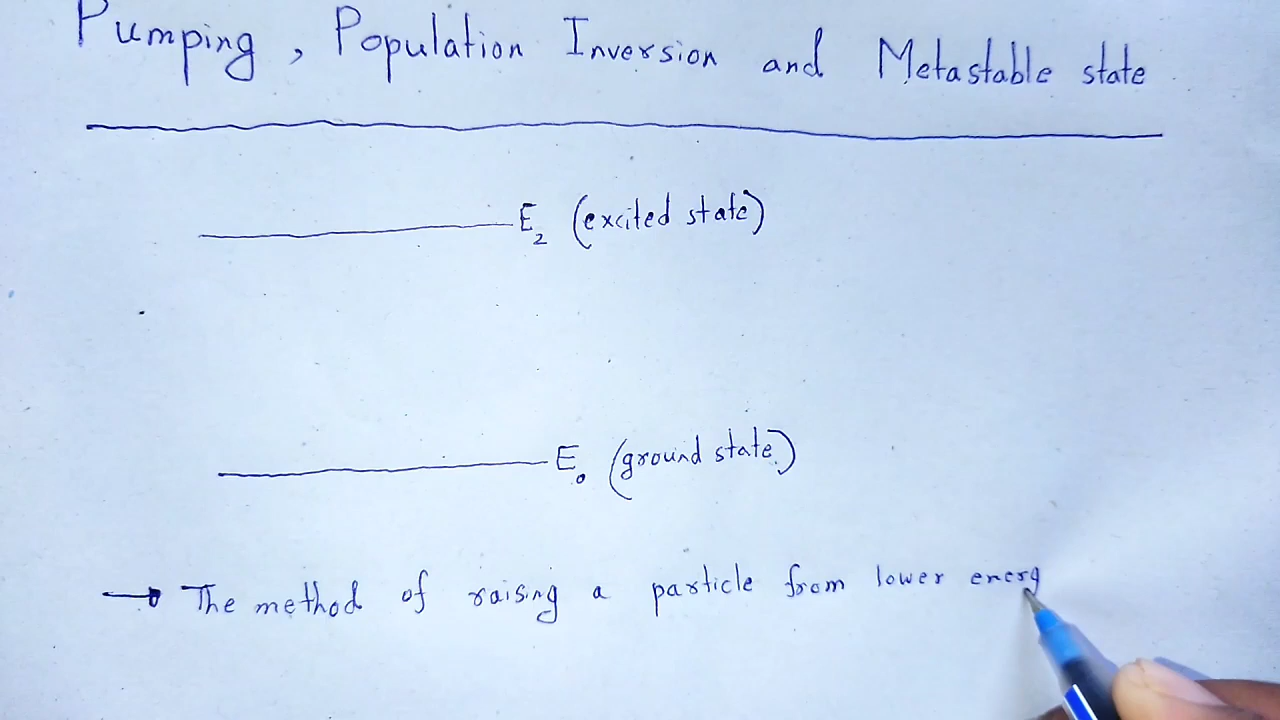 Pumping, Population Inversion and Metastable state
E₂ (excited state)
E₀ (ground state)
→ The method of raising a particle from lower energ